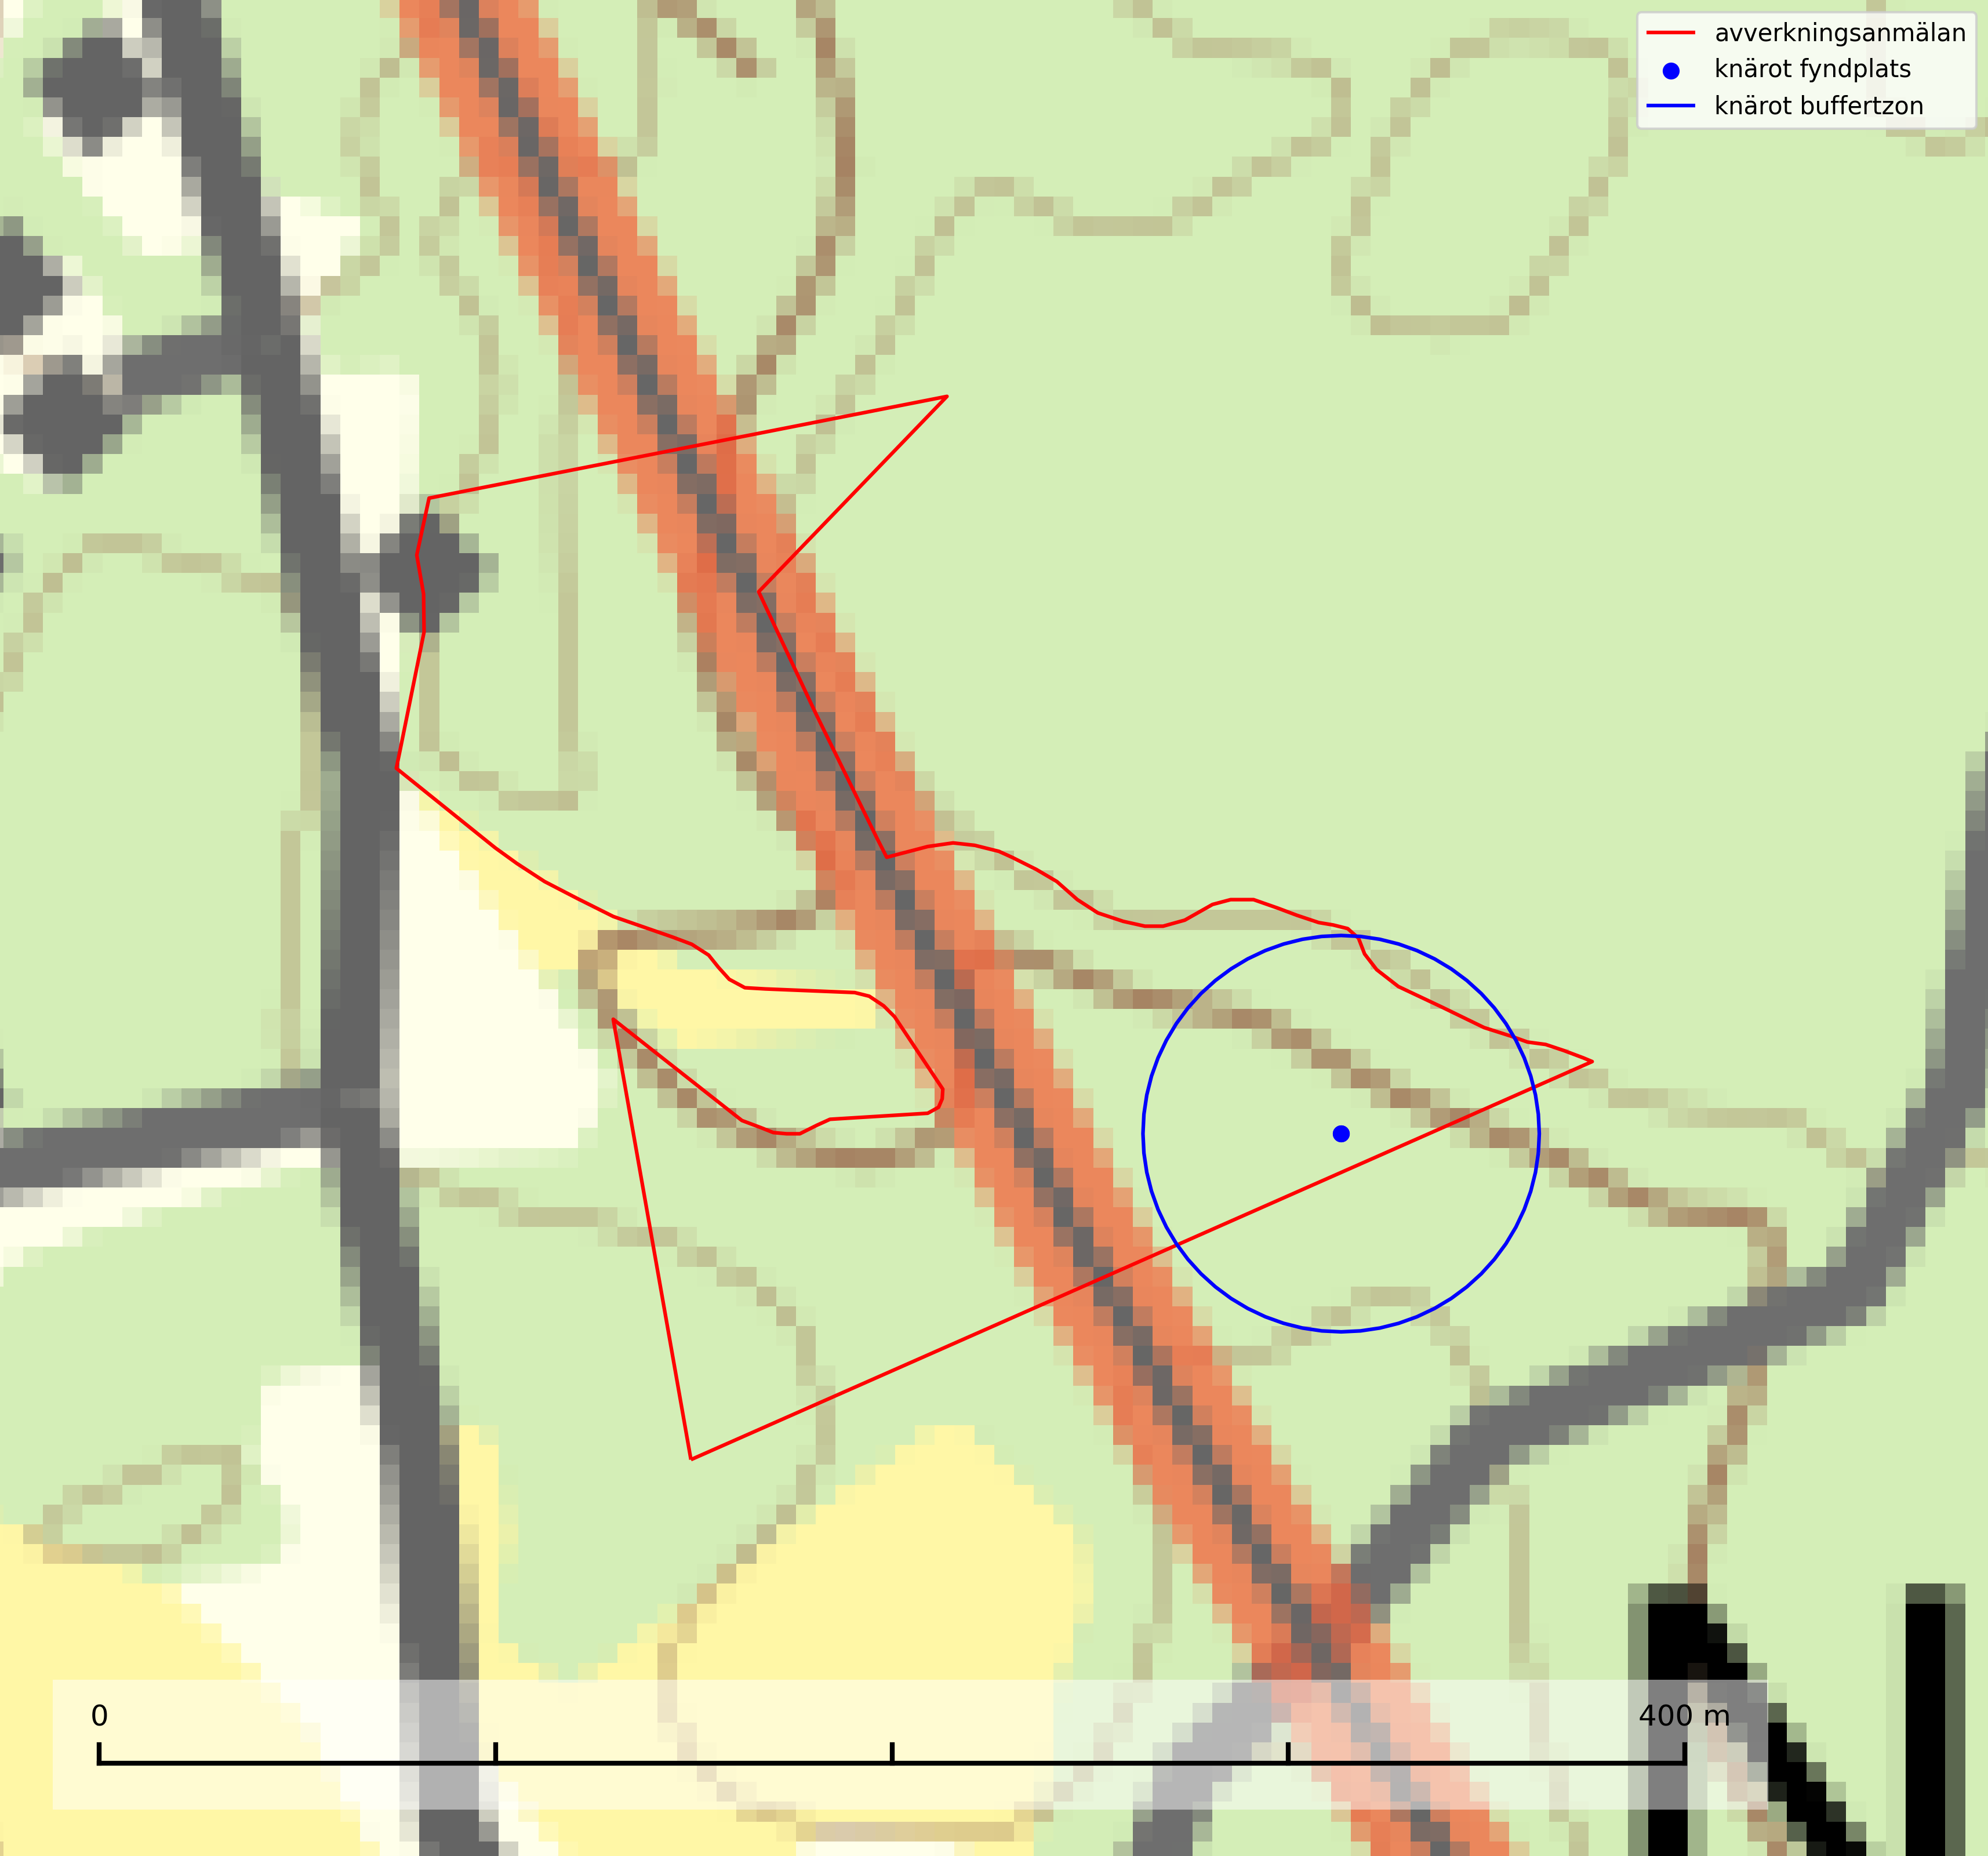 avverkningsanmälan
knärot fyndplats
knärot buffertzon
0
400 m